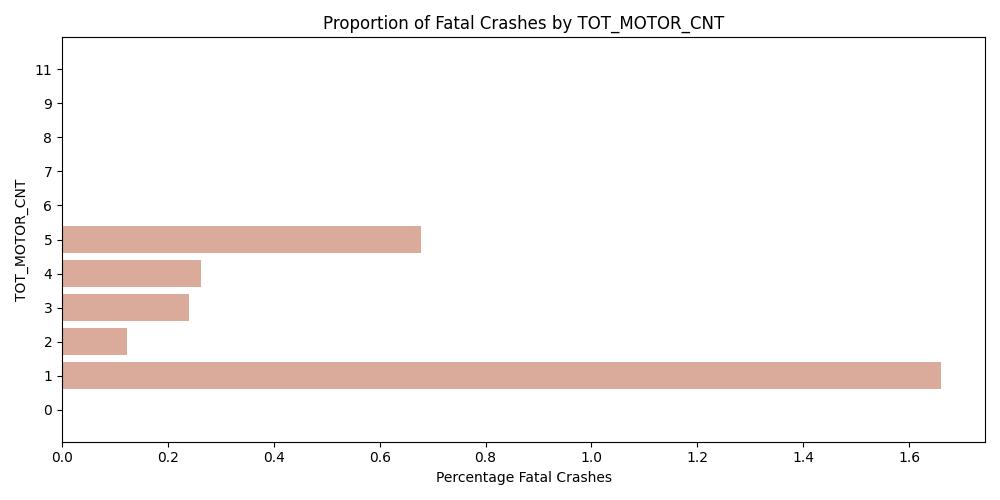 Proportion of Fatal Crashes by TOT_MOTOR_CNT
TOT_MOTOR_CNT
11
9
8
7
6
5
4
3
2
1
0
0.0 0.2 0.4 0.6 0.8 1.0 1.2 1.4 1.6
Percentage Fatal Crashes